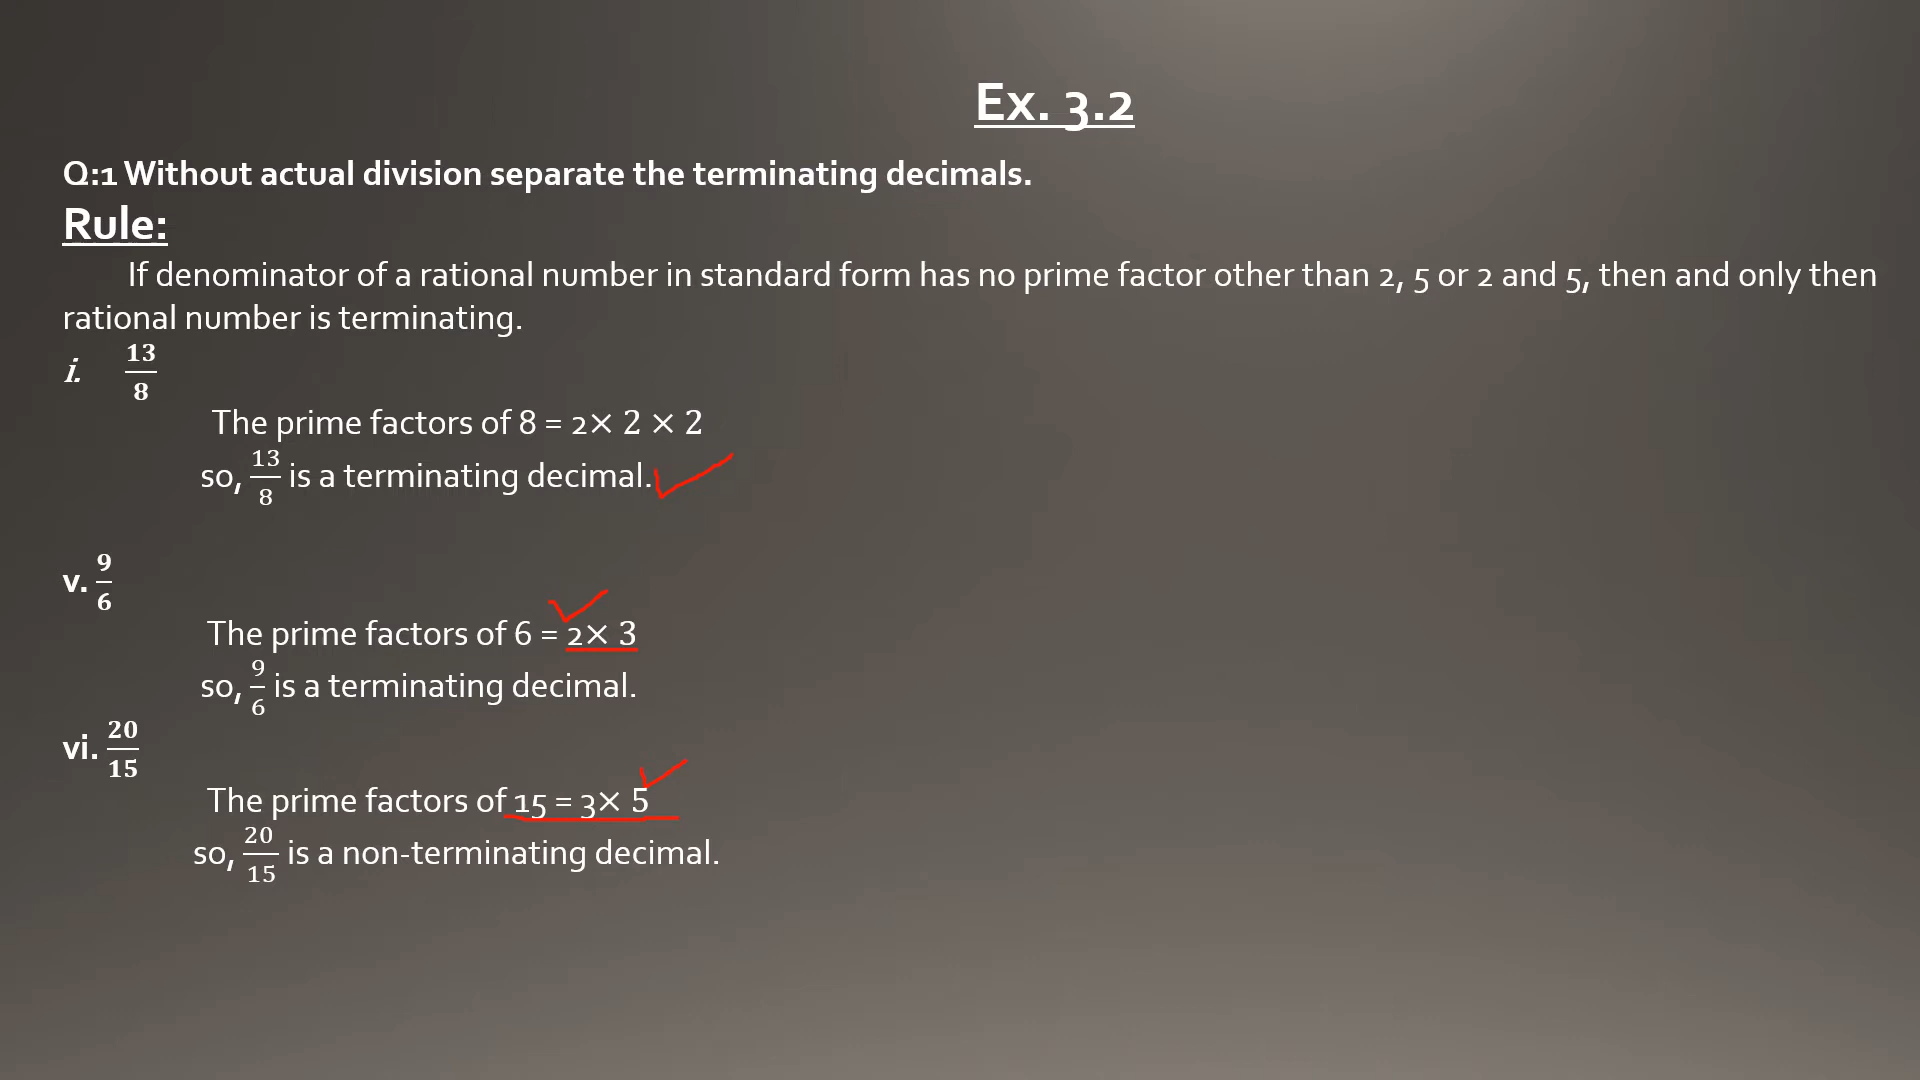 Ex. 3.2
Q:1 Without actual division separate the terminating decimals.
Rule:
If denominator of a rational number in standard form has no prime factor other than 2, 5 or 2 and 5, then and only then
rational number is terminating.
i. 13/8
The prime factors of 8 = 2× 2 × 2
so, 13/8 is a terminating decimal.
v. 9/6
The prime factors of 6 = 2× 3
so, 9/6 is a terminating decimal.
vi. 20/15
The prime factors of 15 = 3× 5
so, 20/15 is a non-terminating decimal.